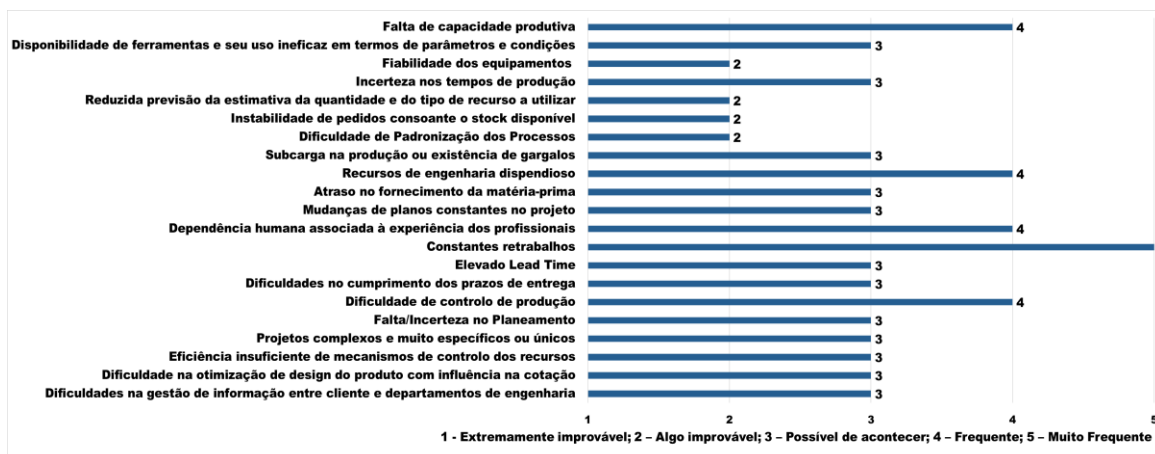 Falta de capacidade produtiva 4
Disponibilidade de ferramentas e seu uso ineficaz em termos de parâmetros e condições 3
Fiabilidade dos equipamentos 2
Incerteza nos tempos de produção 3
Reduzida previsão da estimativa da quantidade e do tipo de recurso a utilizar 2
Instabilidade de pedidos consoante o stock disponível 2
Dificuldade de Padronização dos Processos 2
Subcarga na produção ou existência de gargalos 3
Recursos de engenharia dispendioso 4
Atraso no fornecimento da matéria-prima 3
Mudanças de planos constantes no projeto 3
Dependência humana associada à experiência dos profissionais 4
Constantes retrabalhos
Elevado Lead Time 3
Dificuldades no cumprimento dos prazos de entrega 3
Dificuldade de controlo de produção 4
Falta/Incerteza no Planeamento 3
Projetos complexos e muito específicos ou únicos 3
Eficiência insuficiente de mecanismos de controlo dos recursos 3
Dificuldade na otimização de design do produto com influência na cotação 3
Dificuldades na gestão de informação entre cliente e departamentos de engenharia 3
1 2 3 4 5
1 - Extremamente improvável; 2 – Algo improvável; 3 – Possível de acontecer; 4 – Frequente; 5 – Muito Frequente